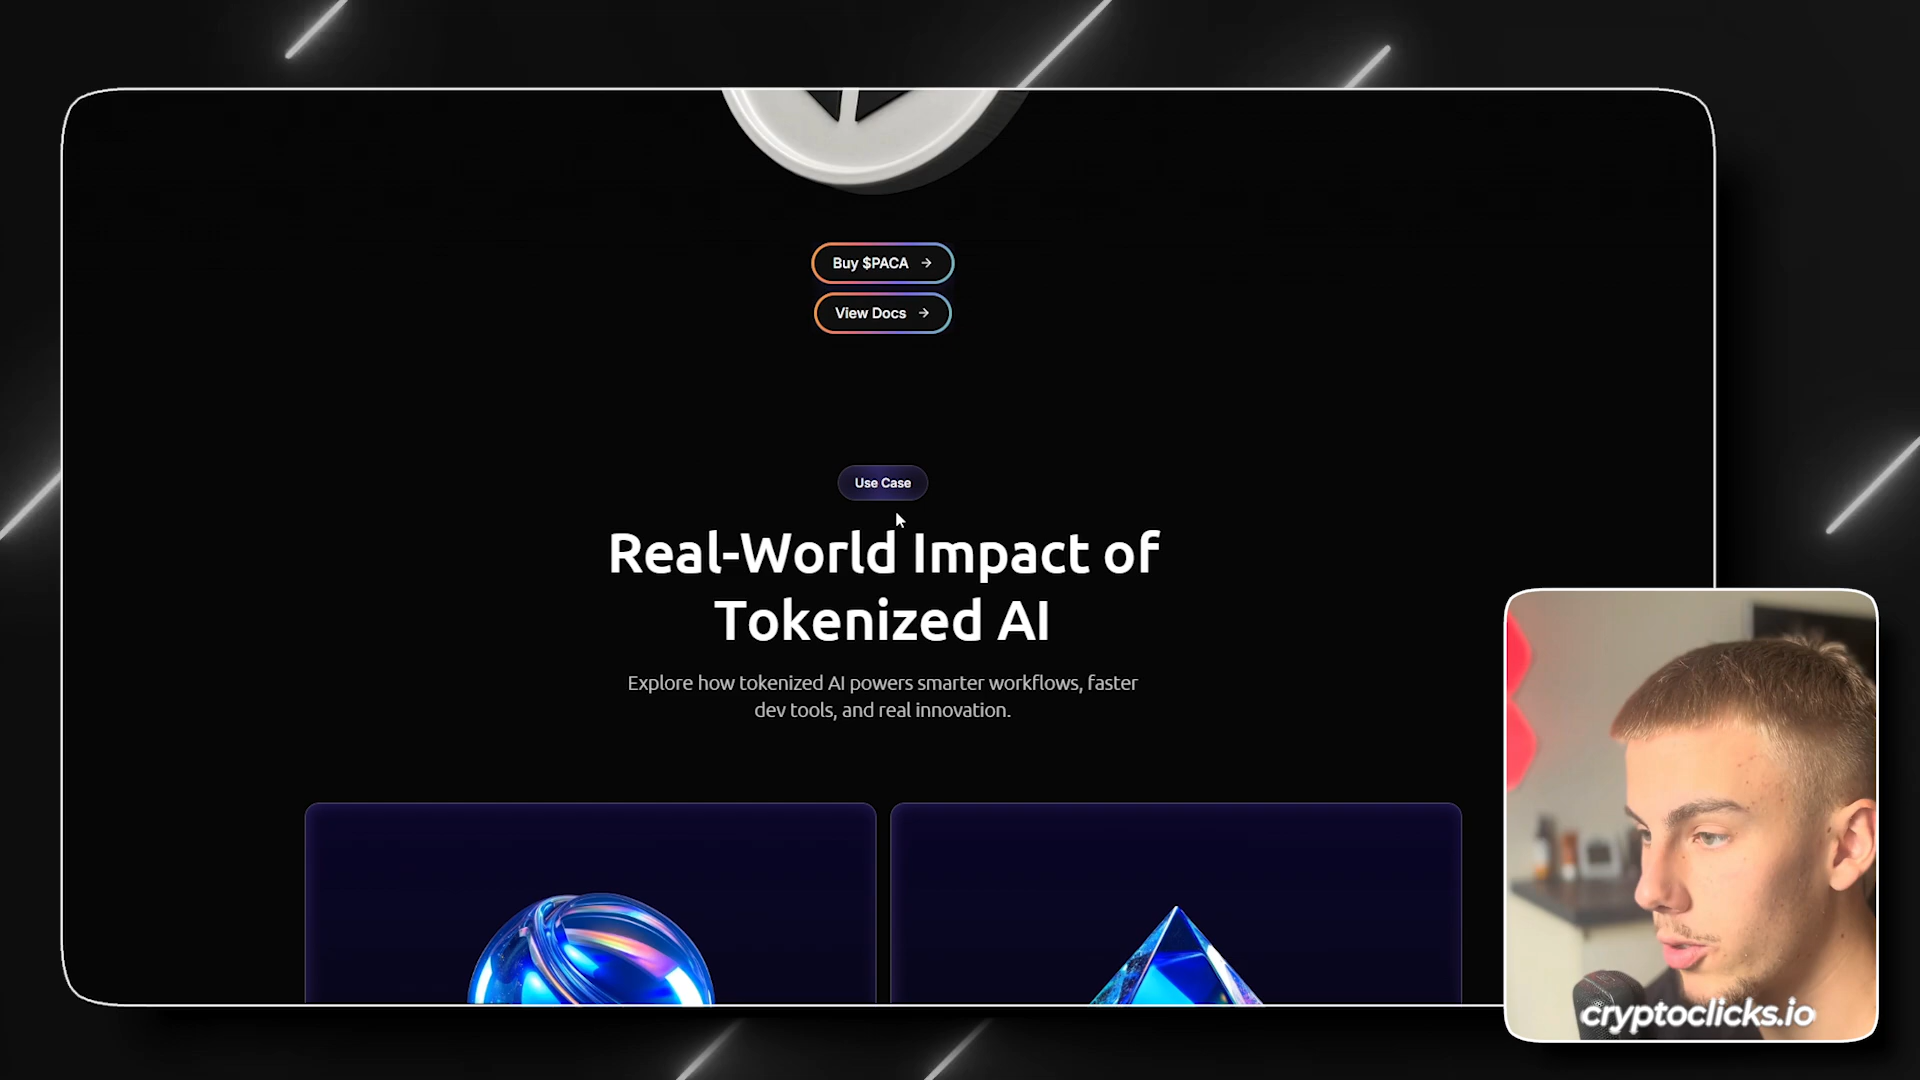 Buy $PACA
View Docs
Use Case
Real-World Impact of
Tokenized AI
Explore how tokenized AI powers smarter workflows, faster
dev tools, and real innovation.
cryptoclicks.io